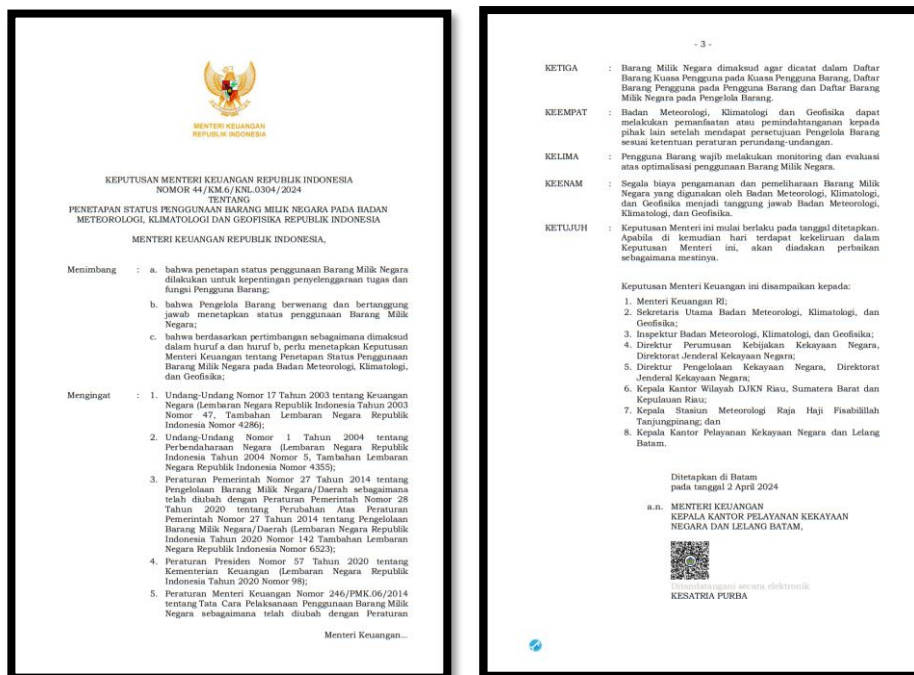 MENTERI KEUANGAN
REPUBLIK INDONESIA
KEPUTUSAN MENTERI KEUANGAN REPUBLIK INDONESIA
NOMOR 44/KM.6/KNL.0304/2024
TENTANG
PENETAPAN STATUS PENGGUNAAN BARANG MILIK NEGARA PADA BADAN
METEOROLOGI, KLIMATOLOGI DAN GEOFISIKA REPUBLIK INDONESIA
MENTERI KEUANGAN REPUBLIK INDONESIA,
Menimbang : a. bahwa penetapan status penggunaan Barang Milik Negara
dilakukan untuk kepentingan penyelenggaraan tugas dan
fungsi Pengguna Barang;
b. bahwa Pengelola Barang berwenang dan bertanggung
jawab menetapkan status penggunaan Barang Milik
Negara;
c. bahwa berdasarkan pertimbangan sebagaimana dimaksud
dalam huruf a dan huruf b, perlu menetapkan Keputusan
Menteri Keuangan tentang Penetapan Status Penggunaan
Barang Milik Negara pada Badan Meteorologi, Klimatologi,
dan Geofisika;
Mengingat : 1. Undang-Undang Nomor 17 Tahun 2003 tentang Keuangan
Negara (Lembaran Negara Republik Indonesia Tahun 2003
Nomor 47, Tambahan Lembaran Negara Republik
Indonesia Nomor 4286);
2. Undang-Undang Nomor 1 Tahun 2004 tentang
Perbendaharaan Negara (Lembaran Negara Republik
Indonesia Tahun 2004 Nomor 5, Tambahan Lembaran
Negara Republik Indonesia Nomor 4355);
3. Peraturan Pemerintah Nomor 27 Tahun 2014 tentang
Pengelolaan Barang Milik Negara/Daerah sebagaimana
telah diubah dengan Peraturan Pemerintah Nomor 28
Tahun 2020 tentang Perubahan Atas Peraturan
Pemerintah Nomor 27 Tahun 2014 tentang Pengelolaan
Barang Milik Negara/Daerah (Lembaran Negara Republik
Indonesia Tahun 2020 Nomor 142 Tambahan Lembaran
Negara Republik Indonesia Nomor 6523);
4. Peraturan Presiden Nomor 57 Tahun 2020 tentang
Kementerian Keuangan (Lembaran Negara Republik
Indonesia Tahun 2020 Nomor 98);
5. Peraturan Menteri Keuangan Nomor 246/PMK.06/2014
tentang Tata Cara Pelaksanaan Penggunaan Barang Milik
Negara sebagaimana telah diubah dengan Peraturan
Menteri Keuangan...
- 3 -
KETIGA : Barang Milik Negara dimaksud agar dicatat dalam Daftar
Barang Kuasa Pengguna pada Kuasa Pengguna Barang, Daftar
Barang Pengguna pada Pengguna Barang dan Daftar Barang
Milik Negara pada Pengelola Barang.
KEEMPAT : Badan Meteorologi, Klimatologi dan Geofisika dapat
melakukan pemanfaatan atau pemindahtanganan kepada
pihak lain setelah mendapat persetujuan Pengelola Barang
sesuai ketentuan peraturan perundang-undangan.
KELIMA : Pengguna Barang wajib melakukan monitoring dan evaluasi
atas optimalisasi penggunaan Barang Milik Negara.
KEENAM : Segala biaya pengamanan dan pemeliharaan Barang Milik
Negara yang digunakan oleh Badan Meteorologi, Klimatologi,
dan Geofisika menjadi tanggung jawab Badan Meteorologi,
Klimatologi, dan Geofisika.
KETUJUH : Keputusan Menteri ini mulai berlaku pada tanggal ditetapkan.
Apabila di kemudian hari terdapat kekeliruan dalam
Keputusan Menteri ini, akan diadakan perbaikan
sebagaimana mestinya.
Keputusan Menteri Keuangan ini disampaikan kepada:
1. Menteri Keuangan RI;
2. Sekretaris Utama Badan Meteorologi, Klimatologi, dan
Geofisika;
3. Inspektur Badan Meteorologi, Klimatologi, dan Geofisika;
4. Direktur Perumusan Kebijakan Kekayaan Negara,
Direktorat Jenderal Kekayaan Negara;
5. Direktur Pengelolaan Kekayaan Negara, Direktorat
Jenderal Kekayaan Negara;
6. Kepala Kantor Wilayah DJKN Riau, Sumatera Barat dan
Kepulauan Riau;
7. Kepala Stasiun Meteorologi Raja Haji Fisabilillah
Tanjungpinang; dan
8. Kepala Kantor Pelayanan Kekayaan Negara dan Lelang
Batam.
Ditetapkan di Batam
pada tanggal 2 April 2024
a.n. MENTERI KEUANGAN
KEPALA KANTOR PELAYANAN KEKAYAAN
NEGARA DAN LELANG BATAM,
Ditandatangani secara elektronik
KESATRIA PURBA